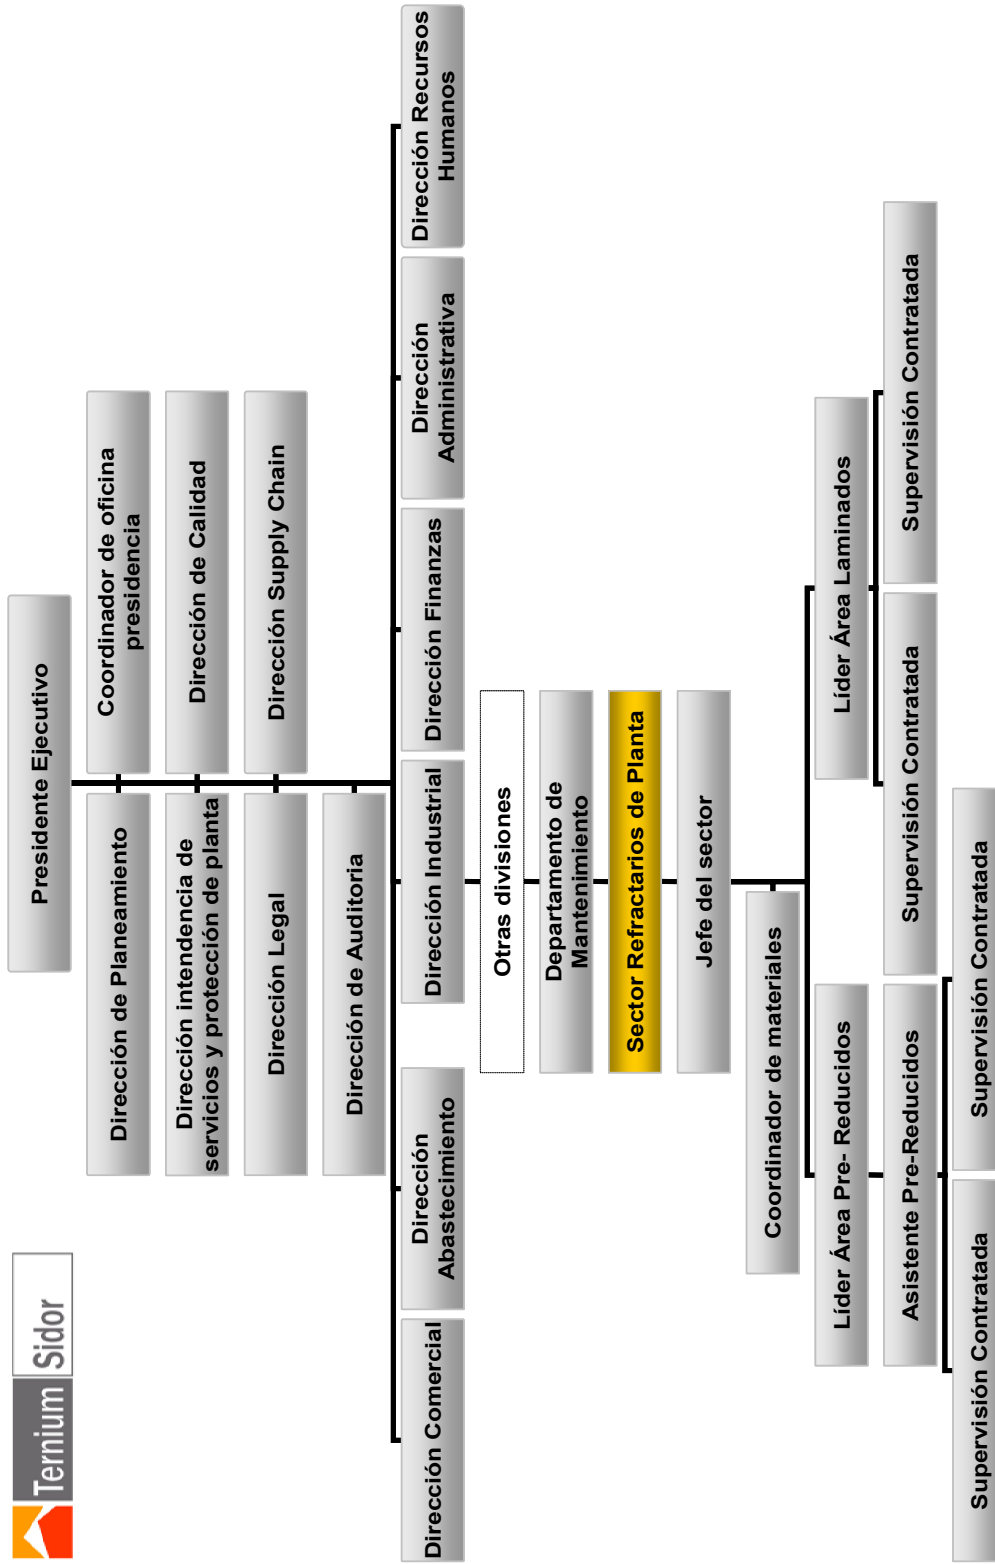 Ternium Sidor
Presidente Ejecutivo
Dirección de Planeamiento
Coordinador de oficina
presidencia
Dirección intendencia de
servicios y protección de planta
Dirección de Calidad
Dirección Legal
Dirección Supply Chain
Dirección de Auditoria
Dirección Comercial
Dirección
Abastecimiento
Dirección Industrial
Dirección Finanzas
Dirección
Administrativa
Dirección Recursos
Humanos
Otras divisiones
Departamento de
Mantenimiento
Sector Refractarios de Planta
Jefe del sector
Coordinador de materiales
Líder Área Pre- Reducidos
Líder Área Laminados
Asistente Pre-Reducidos
Supervisión Contratada
Supervisión Contratada
Supervisión Contratada
Supervisión Contratada